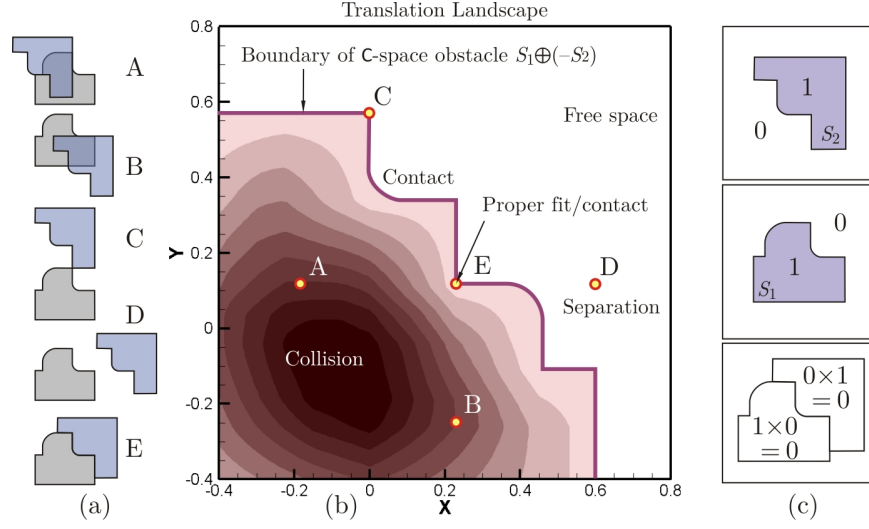 Translation Landscape
A
B
C
D
E
(a)
0.8
0.6
0.4
0.2
0
-0.2
-0.4
Y
Boundary of C-space obstacle S₁⊕(–S₂)
C
Free space
Contact
Proper fit/contact
A
E
D
Separation
Collision
B
-0.4
-0.2
0
0.2
0.4
0.6
0.8
(b)
X
1
0
S₂
0
1
S₁
0×1
=0
1×0
=0
(c)